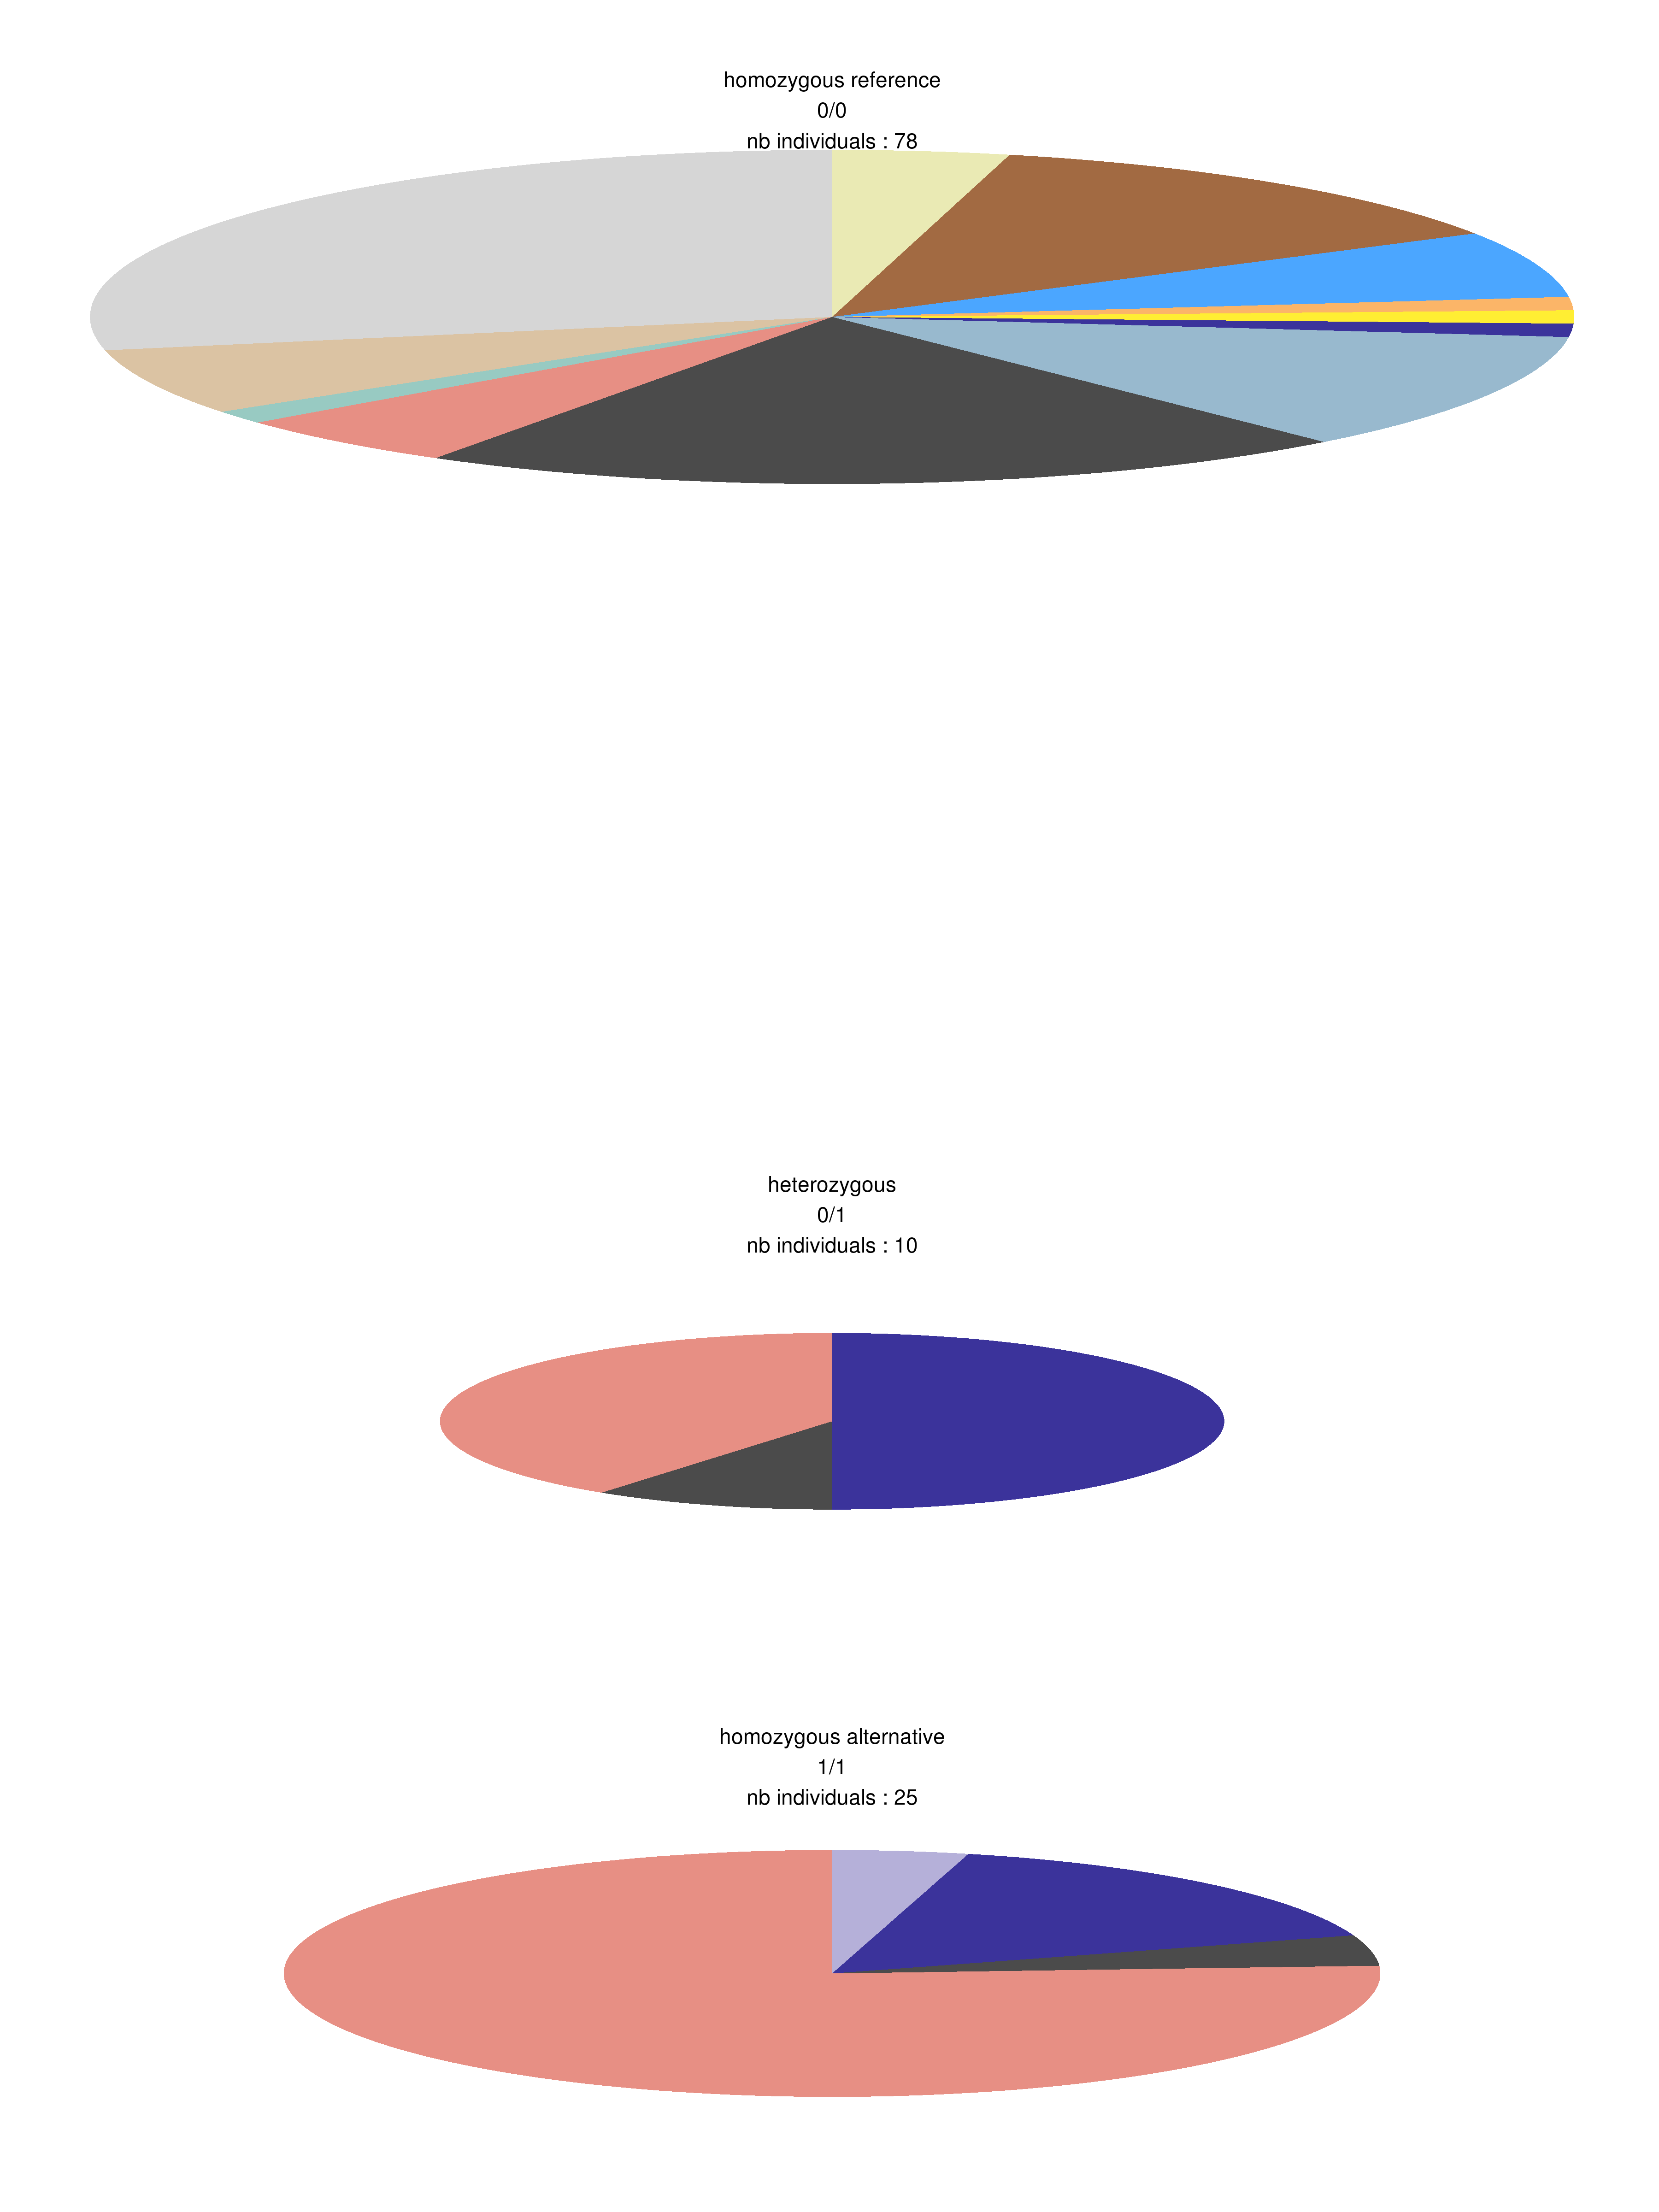 homozygous reference
0/0
nb individuals : 78
heterozygous
0/1
nb individuals : 10
homozygous alternative
1/1
nb individuals : 25